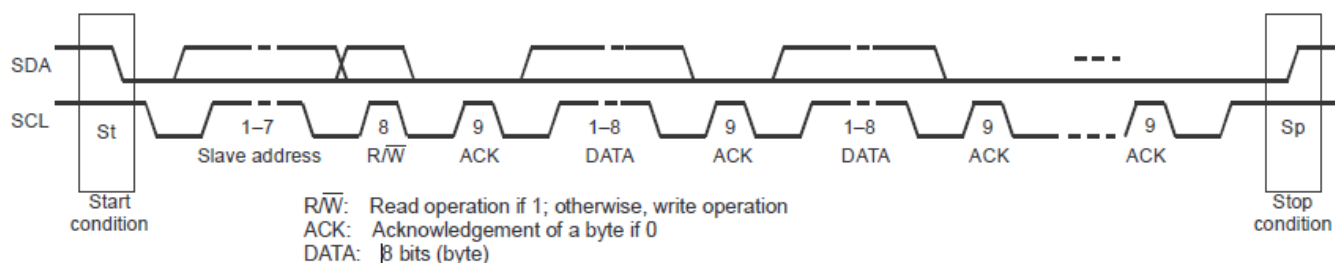 SDA
SCL
St 1–7 8 9 1–8 9 1–8 9 9 Sp
Slave address R/W̅ ACK DATA ACK DATA ACK ACK
Start
condition
Stop
condition
R/W̅: Read operation if 1; otherwise, write operation
ACK: Acknowledgement of a byte if 0
DATA: 8 bits (byte)